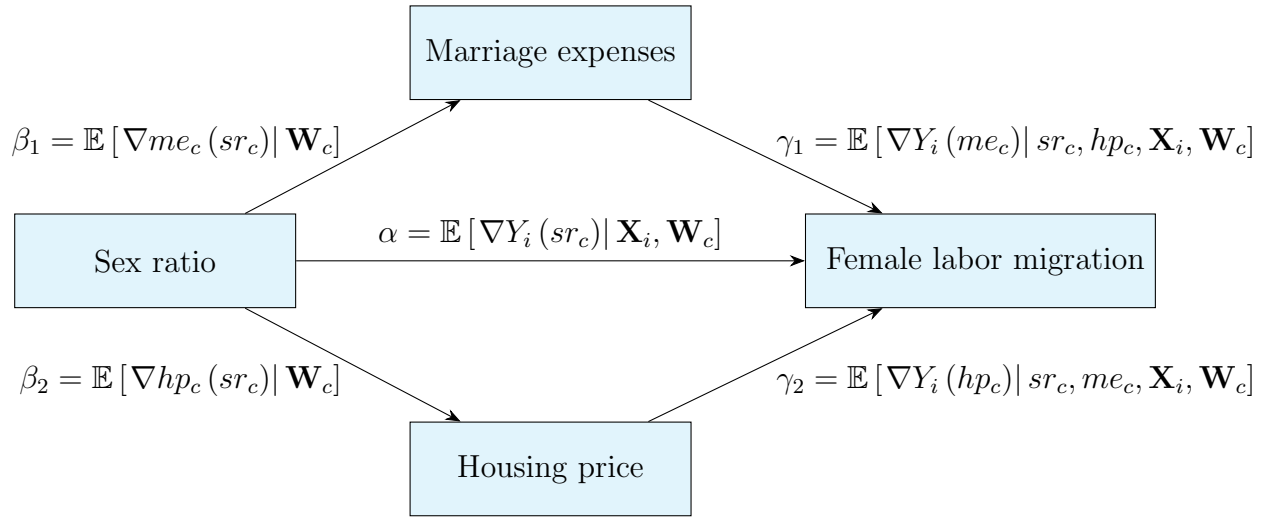 Marriage expenses
β₁ = 𝔼 [ ∇me_c (sr_c)| 𝐖_c]
γ₁ = 𝔼 [ ∇Y_i (me_c)| sr_c, hp_c, 𝐗_i, 𝐖_c]
α = 𝔼 [ ∇Y_i (sr_c)| 𝐗_i, 𝐖_c]
Sex ratio
Female labor migration
β₂ = 𝔼 [ ∇hp_c (sr_c)| 𝐖_c]
γ₂ = 𝔼 [ ∇Y_i (hp_c)| sr_c, me_c, 𝐗_i, 𝐖_c]
Housing price